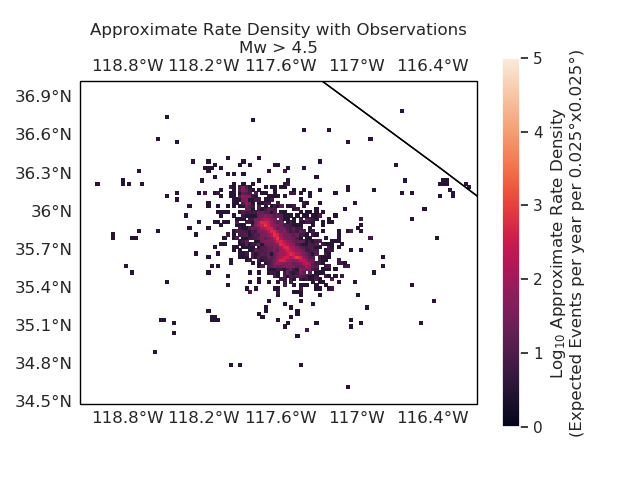 Approximate Rate Density with Observations
Mw > 4.5
118.8°W 118.2°W 117.6°W 117°W 116.4°W
36.9°N
36.6°N
36.3°N
36°N
35.7°N
35.4°N
35.1°N
34.8°N
34.5°N
118.8°W 118.2°W 117.6°W 117°W 116.4°W
5
4
3
2
1
0
Log₁₀ Approximate Rate Density
(Expected Events per year per 0.025°x0.025°)